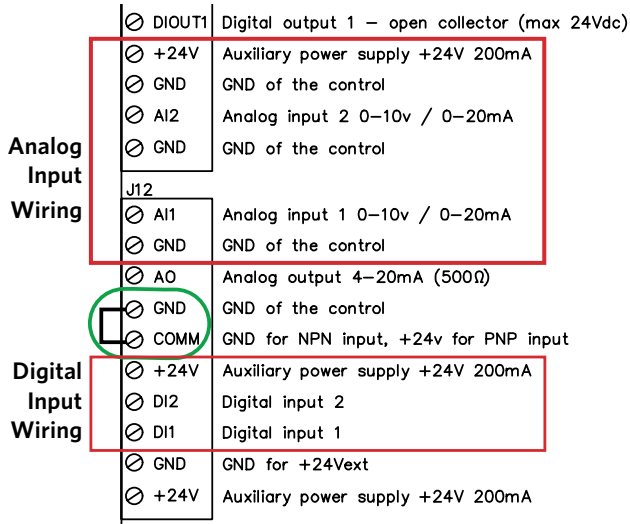 DIOUT1 Digital output 1 – open collector (max 24Vdc)
+24V Auxiliary power supply +24V 200mA
GND GND of the control
AI2 Analog input 2 0–10v / 0–20mA
GND GND of the control
Analog
Input
Wiring
J12
AI1 Analog input 1 0–10v / 0–20mA
GND GND of the control
AO Analog output 4–20mA (500Ω)
GND GND of the control
COMM GND for NPN input, +24v for PNP input
Digital
Input
Wiring
+24V Auxiliary power supply +24V 200mA
DI2 Digital input 2
DI1 Digital input 1
GND GND for +24Vext
+24V Auxiliary power supply +24V 200mA